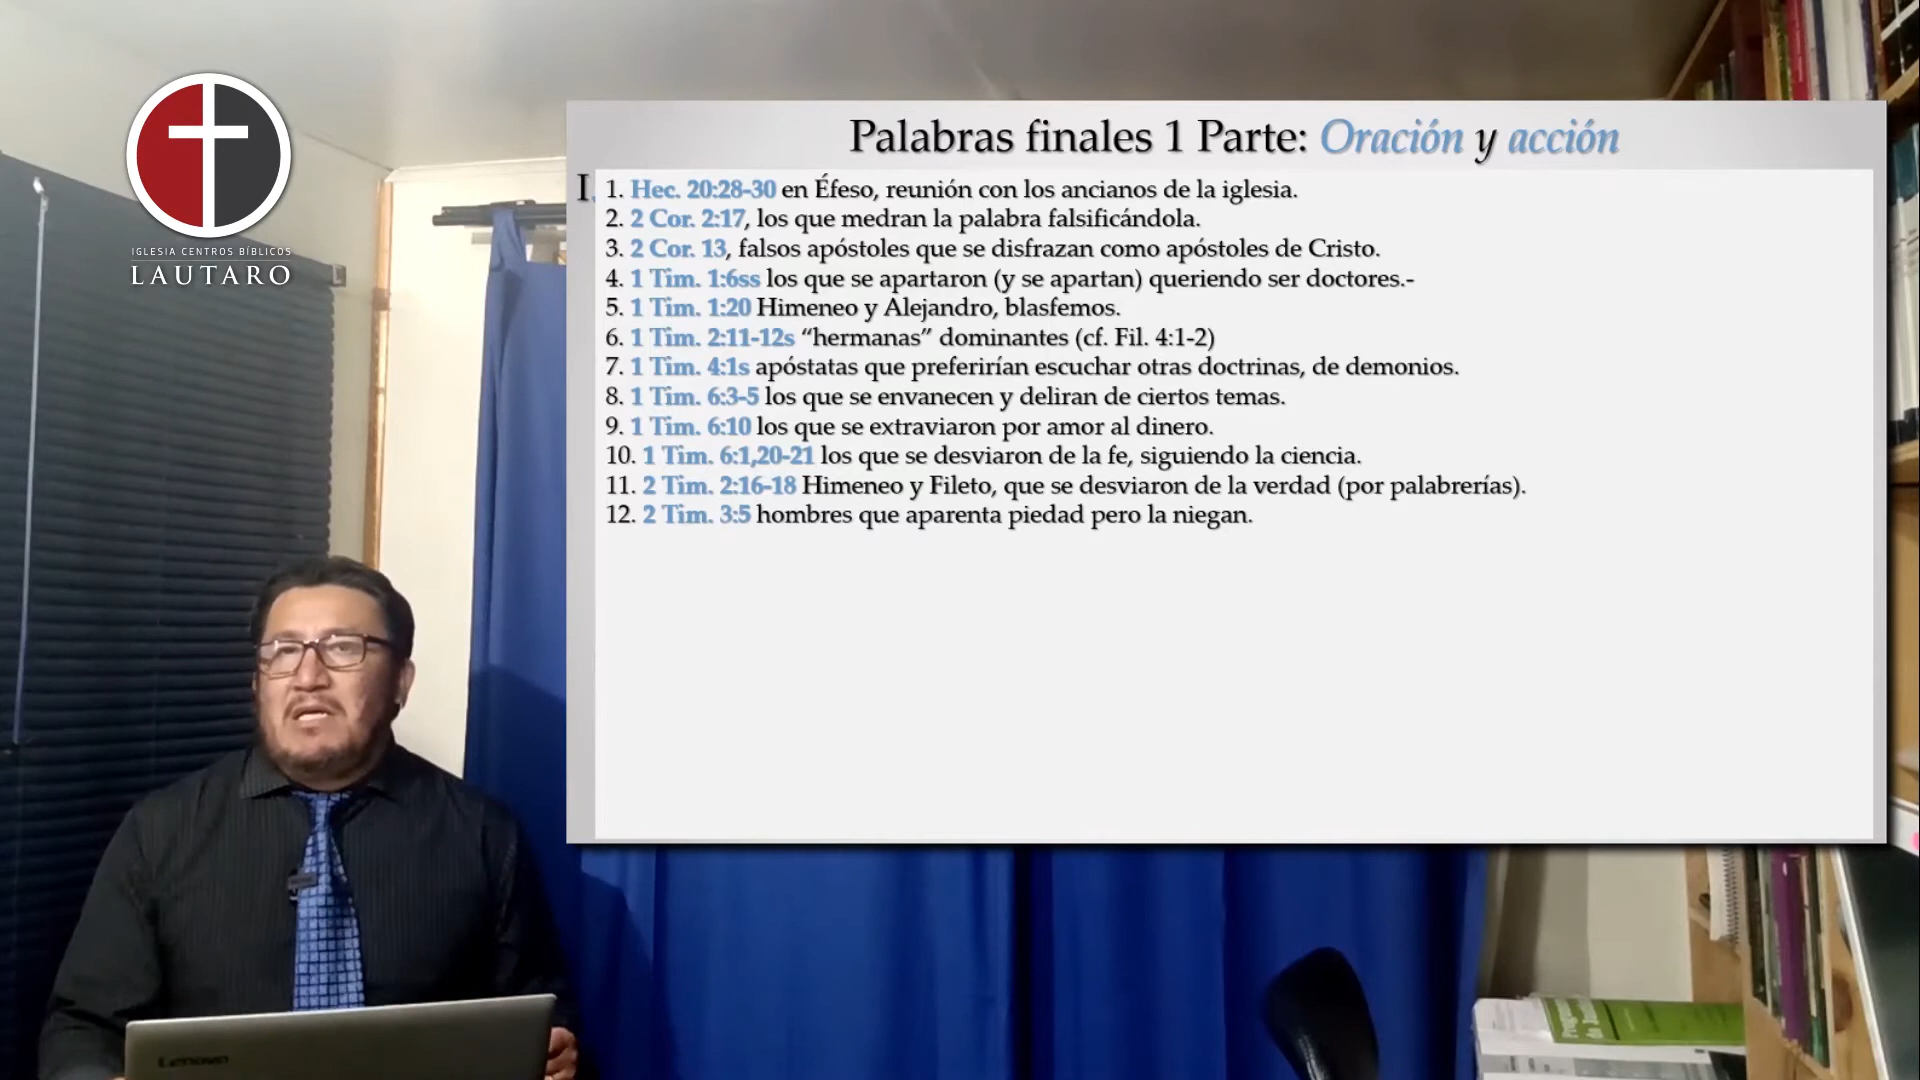 IGLESIA CENTROS BÍBLICOS
LAUTARO
Palabras finales 1 Parte: Oración y acción
I.
1. Hec. 20:28-30 en Éfeso, reunión con los ancianos de la iglesia.
2. 2 Cor. 2:17, los que medran la palabra falsificándola.
3. 2 Cor. 13, falsos apóstoles que se disfrazan como apóstoles de Cristo.
4. 1 Tim. 1:6ss los que se apartaron (y se apartan) queriendo ser doctores.-
5. 1 Tim. 1:20 Himeneo y Alejandro, blasfemos.
6. 1 Tim. 2:11-12s “hermanas” dominantes (cf. Fil. 4:1-2)
7. 1 Tim. 4:1s apóstatas que preferirían escuchar otras doctrinas, de demonios.
8. 1 Tim. 6:3-5 los que se envanecen y deliran de ciertos temas.
9. 1 Tim. 6:10 los que se extraviaron por amor al dinero.
10. 1 Tim. 6:1,20-21 los que se desviaron de la fe, siguiendo la ciencia.
11. 2 Tim. 2:16-18 Himeneo y Fileto, que se desviaron de la verdad (por palabrerías).
12. 2 Tim. 3:5 hombres que aparenta piedad pero la niegan.
Lenovo